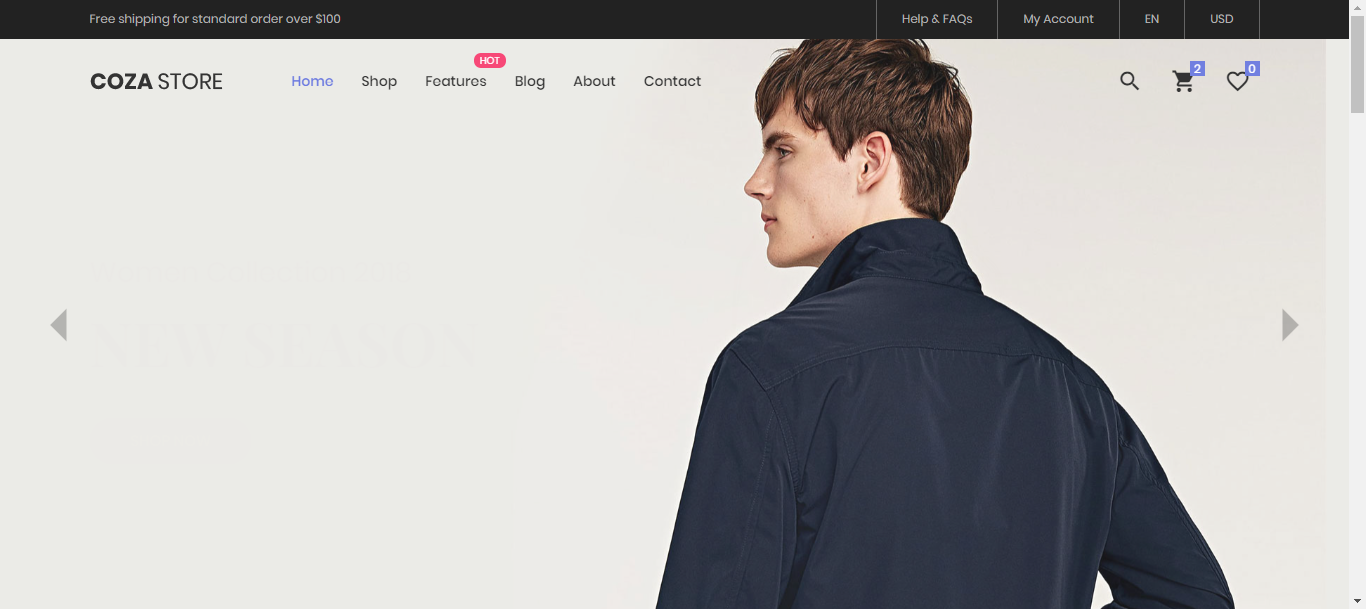 Free shipping for standard order over $100
Help & FAQs
My Account
EN
USD
HOT
COZA STORE
Home
Shop
Features
Blog
About
Contact
2
0
Women Collection 2018
NEW SEASON